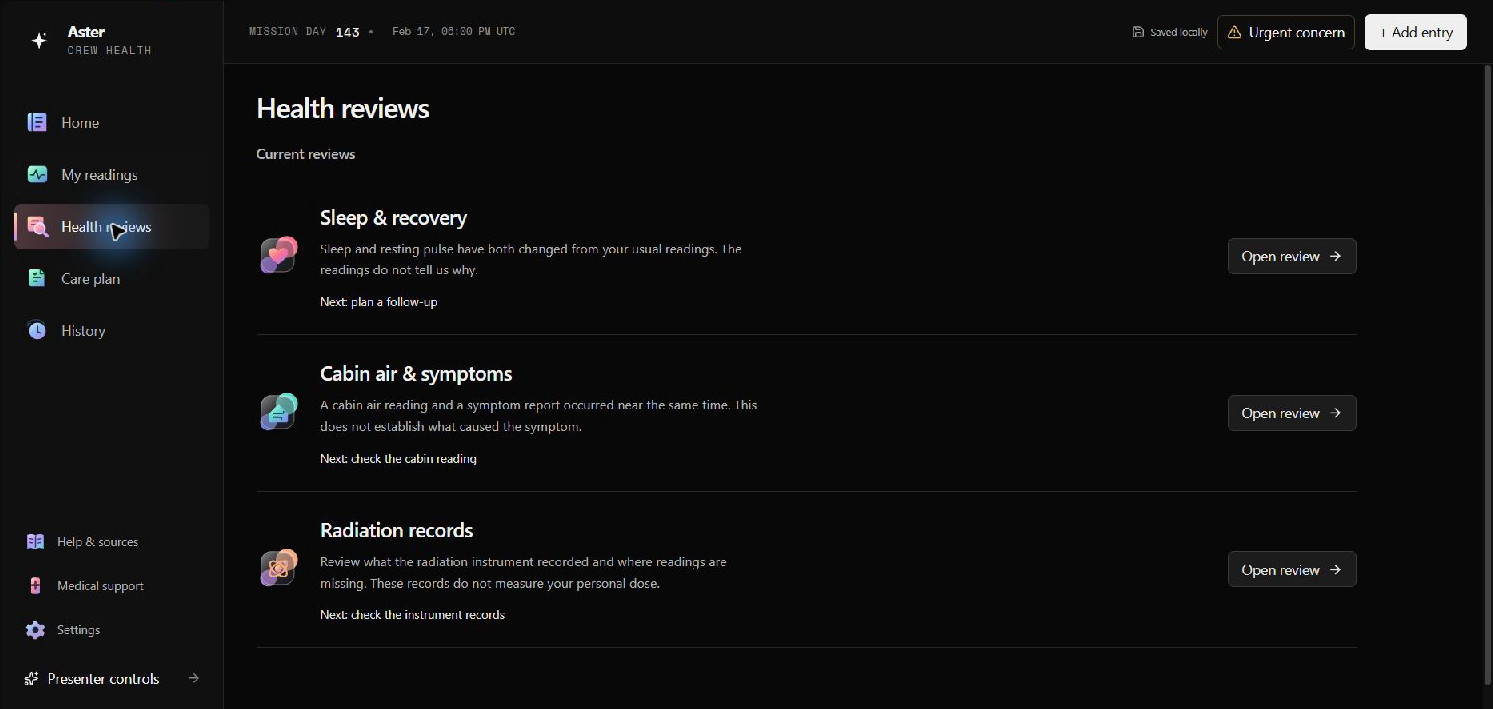 Aster
CREW HEALTH
MISSION DAY 143 • Feb 17, 06:00 PM UTC
Saved locally
Urgent concern
+ Add entry
Home
My readings
Health reviews
Care plan
History
Help & sources
Medical support
Settings
Presenter controls →
Health reviews
Current reviews
Sleep & recovery
Sleep and resting pulse have both changed from your usual readings. The
readings do not tell us why.
Next: plan a follow-up
Open review →
Cabin air & symptoms
A cabin air reading and a symptom report occurred near the same time. This
does not establish what caused the symptom.
Next: check the cabin reading
Open review →
Radiation records
Review what the radiation instrument recorded and where readings are
missing. These records do not measure your personal dose.
Next: check the instrument records
Open review →